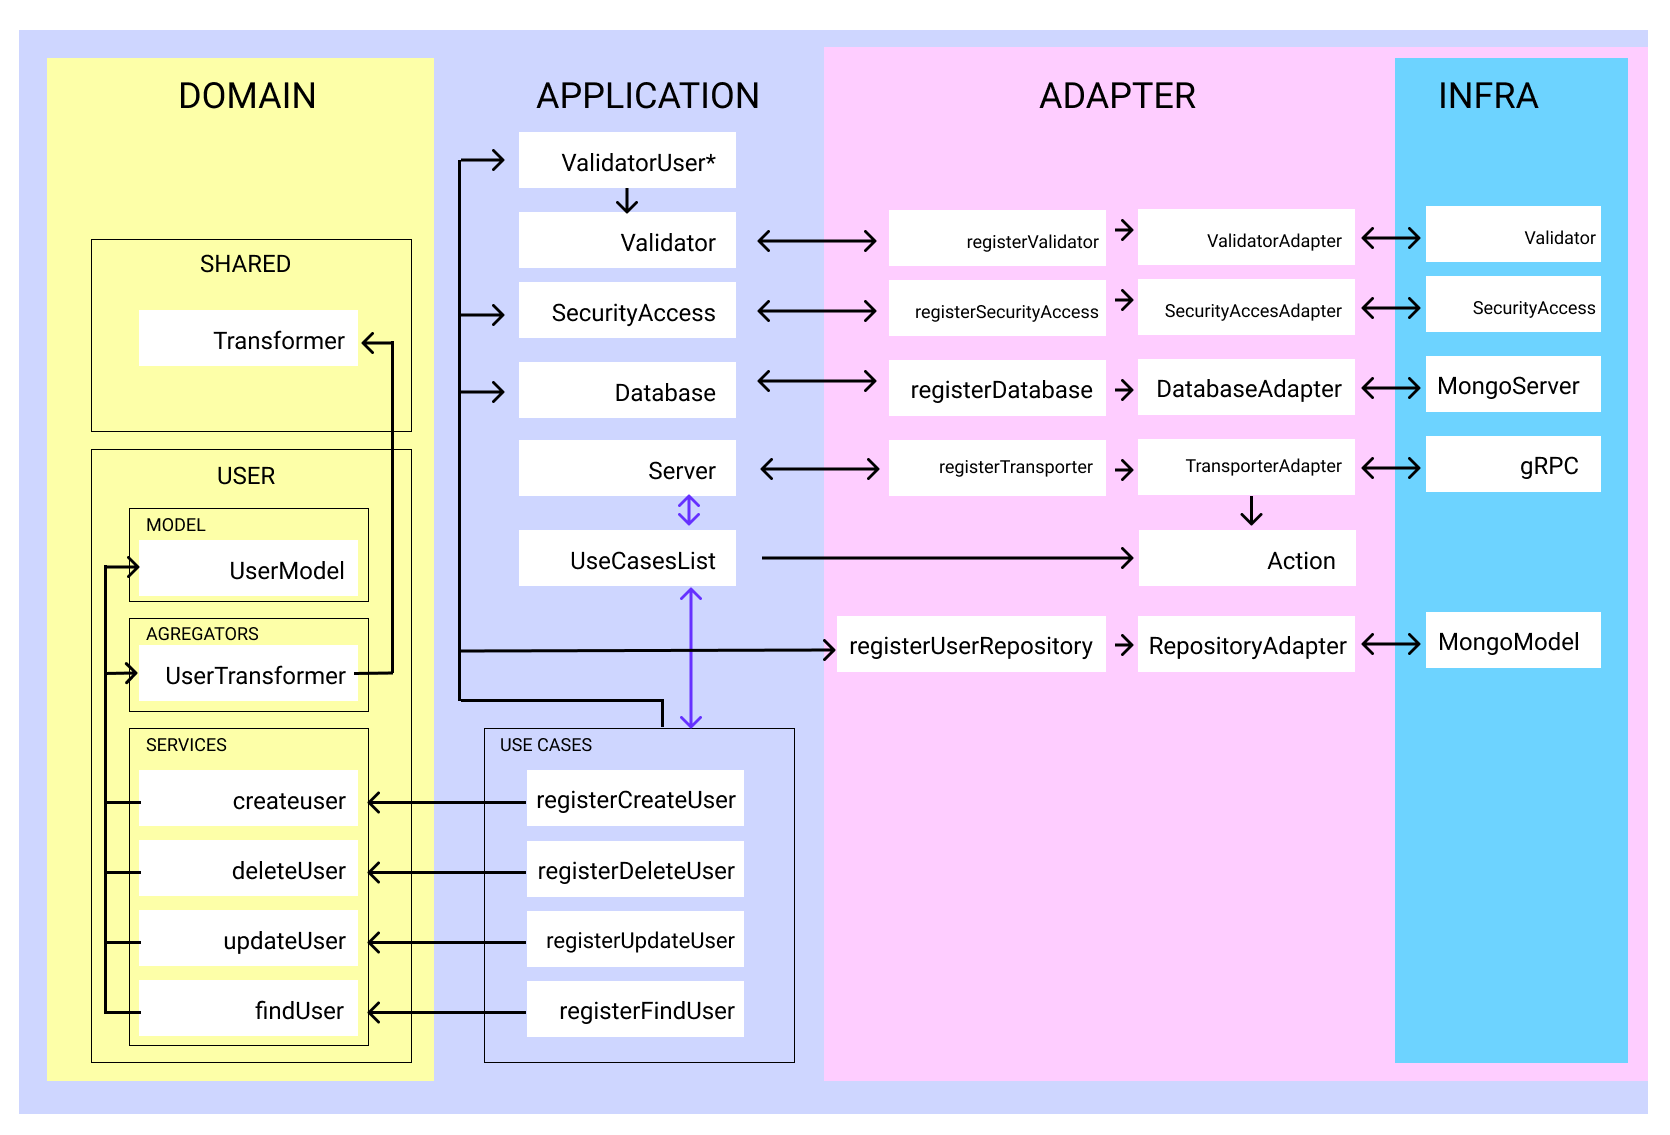 DOMAIN
SHARED
Transformer
USER
MODEL
UserModel
AGREGATORS
UserTransformer
SERVICES
createuser
deleteUser
updateUser
findUser
APPLICATION
ValidatorUser*
Validator
SecurityAccess
Database
Server
UseCasesList
USE CASES
registerCreateUser
registerDeleteUser
registerUpdateUser
registerFindUser
ADAPTER
registerValidator
ValidatorAdapter
registerSecurityAccess
SecurityAccesAdapter
registerDatabase
DatabaseAdapter
registerTransporter
TransporterAdapter
Action
registerUserRepository
RepositoryAdapter
INFRA
Validator
SecurityAccess
MongoServer
gRPC
MongoModel